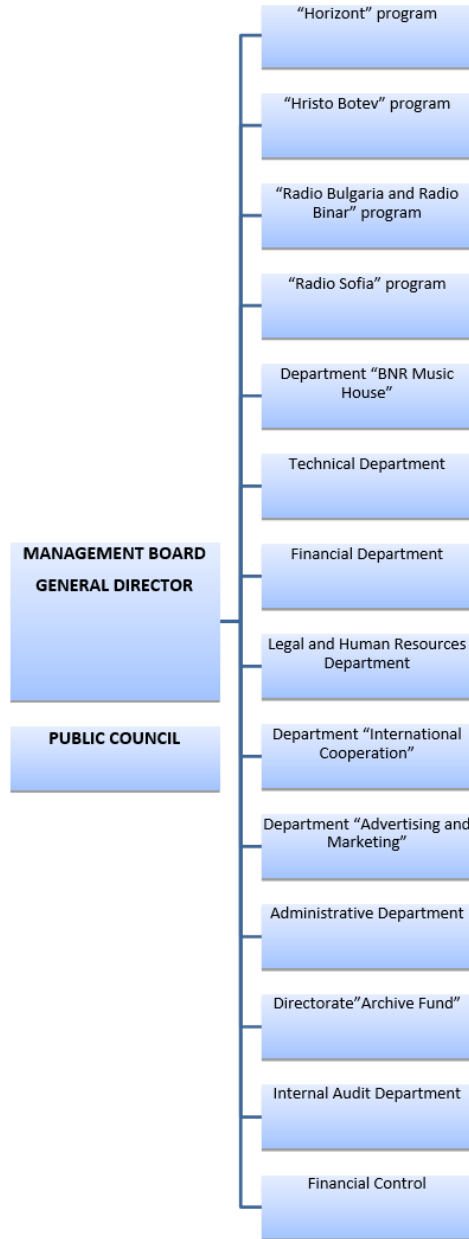 “Horizont” program
“Hristo Botev” program
“Radio Bulgaria and Radio
Binar” program
“Radio Sofia” program
Department “BNR Music
House”
Technical Department
MANAGEMENT BOARD
GENERAL DIRECTOR
PUBLIC COUNCIL
Financial Department
Legal and Human Resources
Department
Department “International
Cooperation”
Department “Advertising and
Marketing”
Administrative Department
Directorate”Archive Fund”
Internal Audit Department
Financial Control